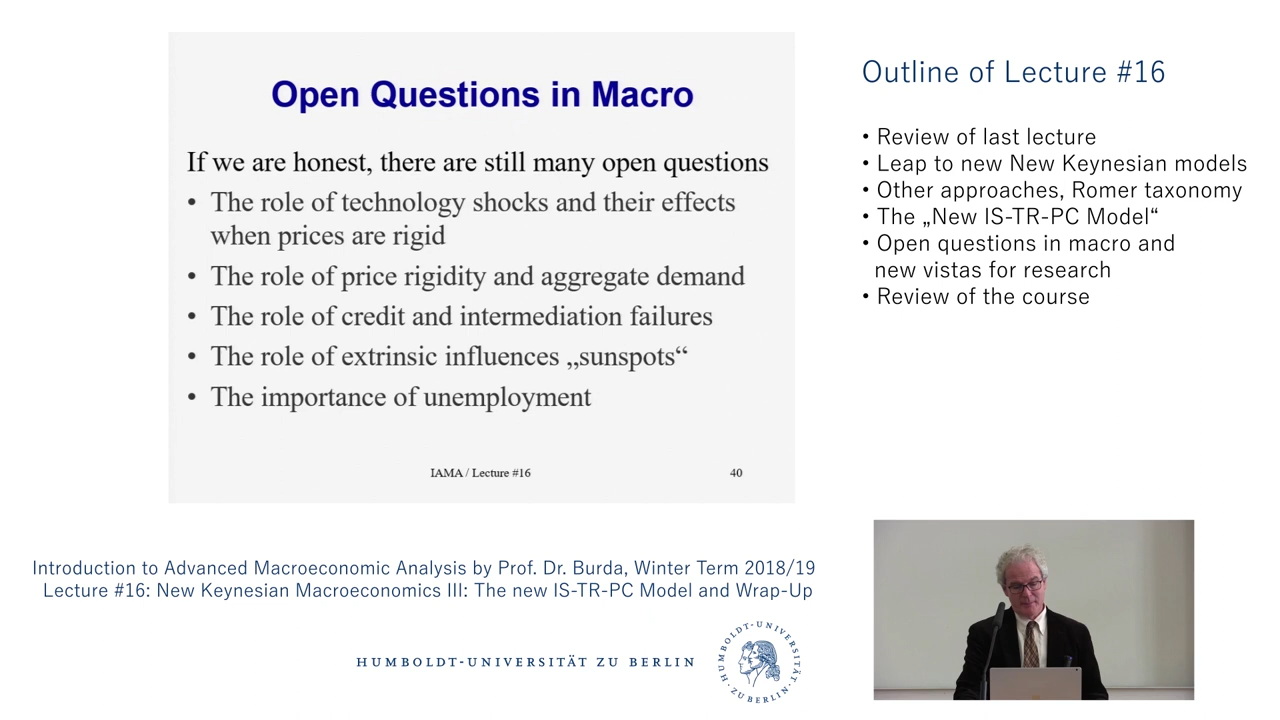 Open Questions in Macro
If we are honest, there are still many open questions
• The role of technology shocks and their effects
when prices are rigid
• The role of price rigidity and aggregate demand
• The role of credit and intermediation failures
• The role of extrinsic influences „sunspots“
• The importance of unemployment
IAMA / Lecture #16
40
Outline of Lecture #16
• Review of last lecture
• Leap to new New Keynesian models
• Other approaches, Romer taxonomy
• The „New IS-TR-PC Model“
• Open questions in macro and
new vistas for research
• Review of the course
Introduction to Advanced Macroeconomic Analysis by Prof. Dr. Burda, Winter Term 2018/19
Lecture #16: New Keynesian Macroeconomics III: The new IS-TR-PC Model and Wrap-Up
HUMBOLDT-UNIVERSITÄT ZU BERLIN
HUMBOLDT-UNIVERSITÄT
ZU BERLIN